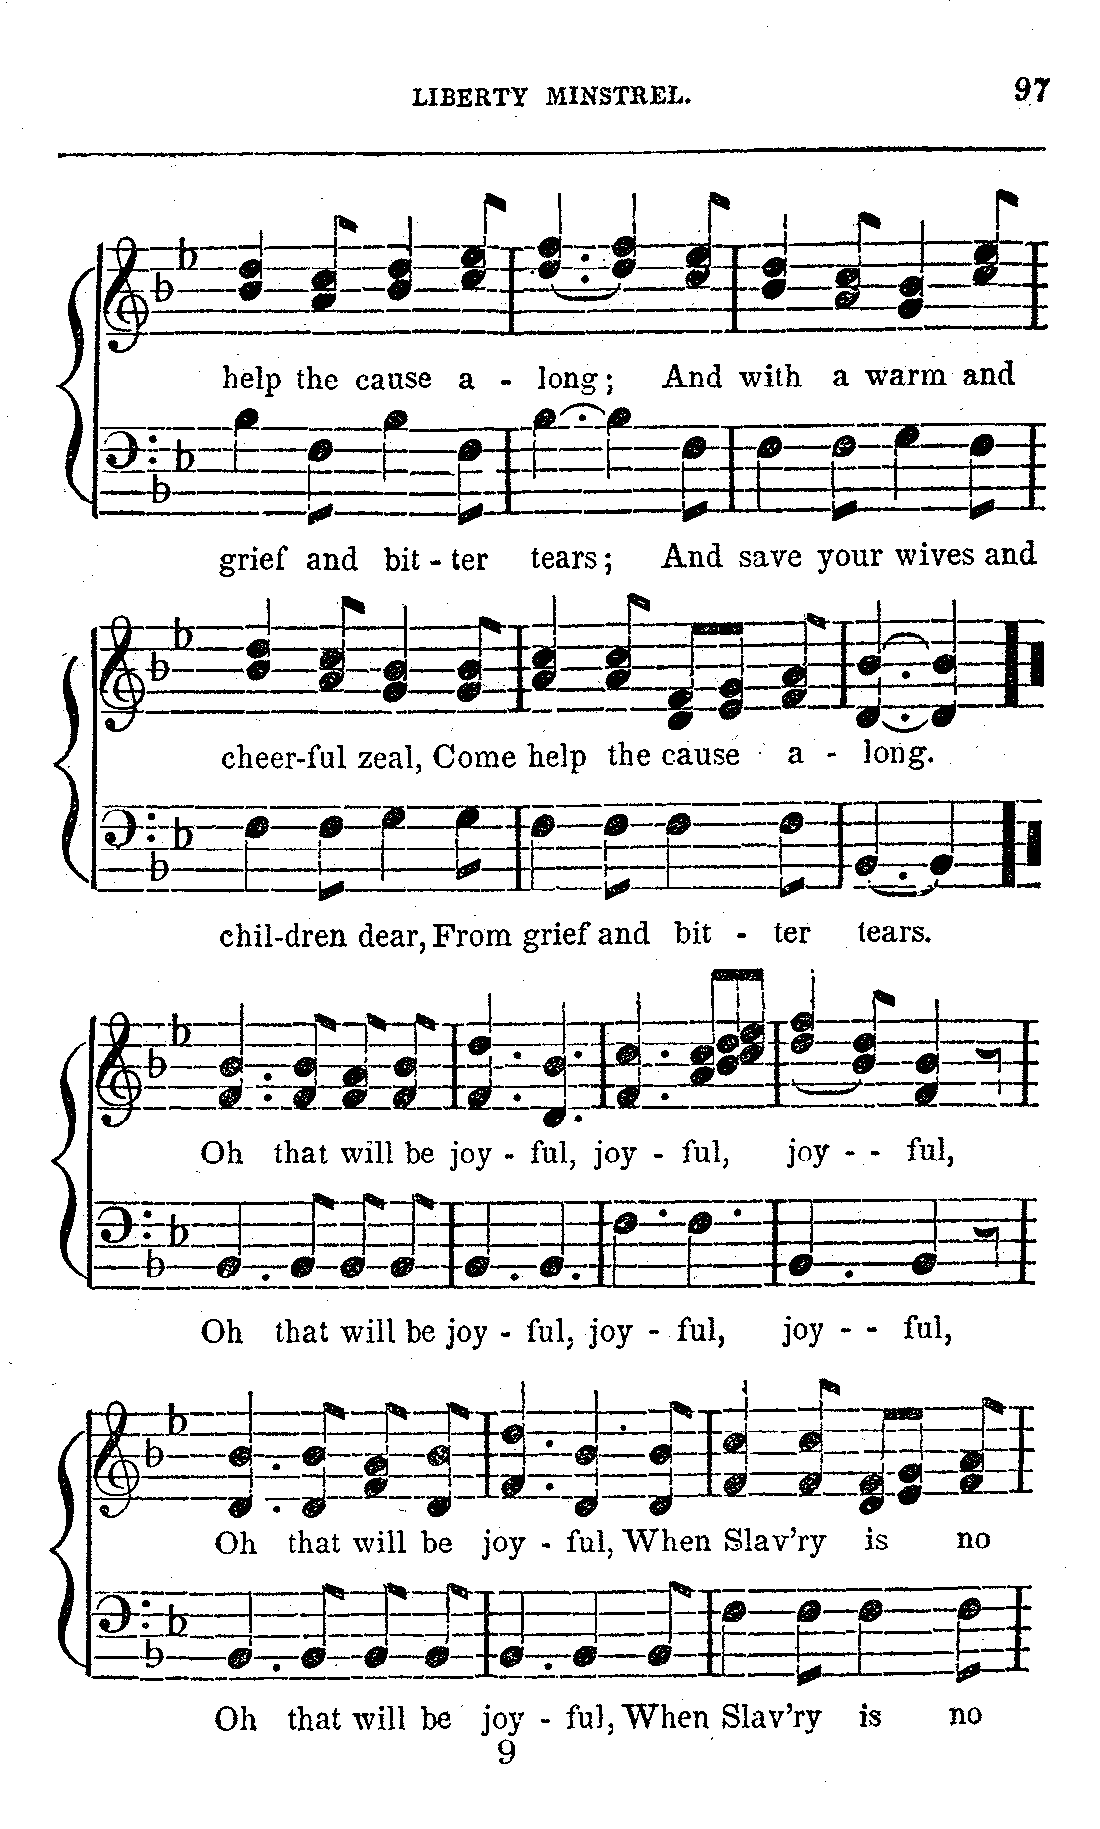 LIBERTY MINSTREL. 97
help the cause a - long; And with a warm and
grief and bit - ter tears; And save your wives and
cheer-ful zeal, Come help the cause a - long.
chil-dren dear, From grief and bit - ter tears.
Oh that will be joy - ful, joy - ful, joy - - ful,
Oh that will be joy - ful, joy - ful, joy - - ful,
Oh that will be joy - ful, When Slav'ry is no
Oh that will be joy - ful, When Slav'ry is no
9